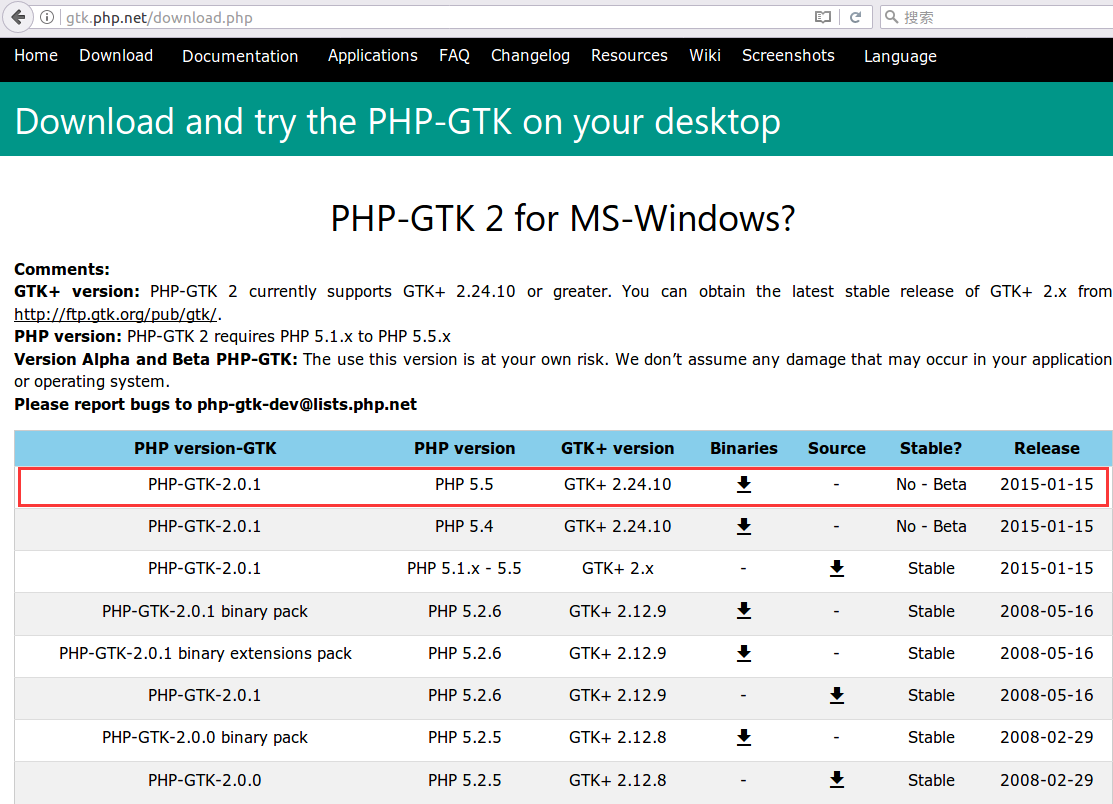 gtk.php.net/download.php
搜索
Home Download Documentation Applications FAQ Changelog Resources Wiki Screenshots Language
Download and try the PHP-GTK on your desktop
PHP-GTK 2 for MS-Windows?
Comments:
GTK+ version: PHP-GTK 2 currently supports GTK+ 2.24.10 or greater. You can obtain the latest stable release of GTK+ 2.x from
http://ftp.gtk.org/pub/gtk/.
PHP version: PHP-GTK 2 requires PHP 5.1.x to PHP 5.5.x
Version Alpha and Beta PHP-GTK: The use this version is at your own risk. We don’t assume any damage that may occur in your application
or operating system.
Please report bugs to php-gtk-dev@lists.php.net
PHP version-GTK PHP version GTK+ version Binaries Source Stable? Release
PHP-GTK-2.0.1 PHP 5.5 GTK+ 2.24.10 - No - Beta 2015-01-15
PHP-GTK-2.0.1 PHP 5.4 GTK+ 2.24.10 - No - Beta 2015-01-15
PHP-GTK-2.0.1 PHP 5.1.x - 5.5 GTK+ 2.x - Stable 2015-01-15
PHP-GTK-2.0.1 binary pack PHP 5.2.6 GTK+ 2.12.9 - Stable 2008-05-16
PHP-GTK-2.0.1 binary extensions pack PHP 5.2.6 GTK+ 2.12.9 - Stable 2008-05-16
PHP-GTK-2.0.1 PHP 5.2.6 GTK+ 2.12.9 - Stable 2008-05-16
PHP-GTK-2.0.0 binary pack PHP 5.2.5 GTK+ 2.12.8 - Stable 2008-02-29
PHP-GTK-2.0.0 PHP 5.2.5 GTK+ 2.12.8 - Stable 2008-02-29